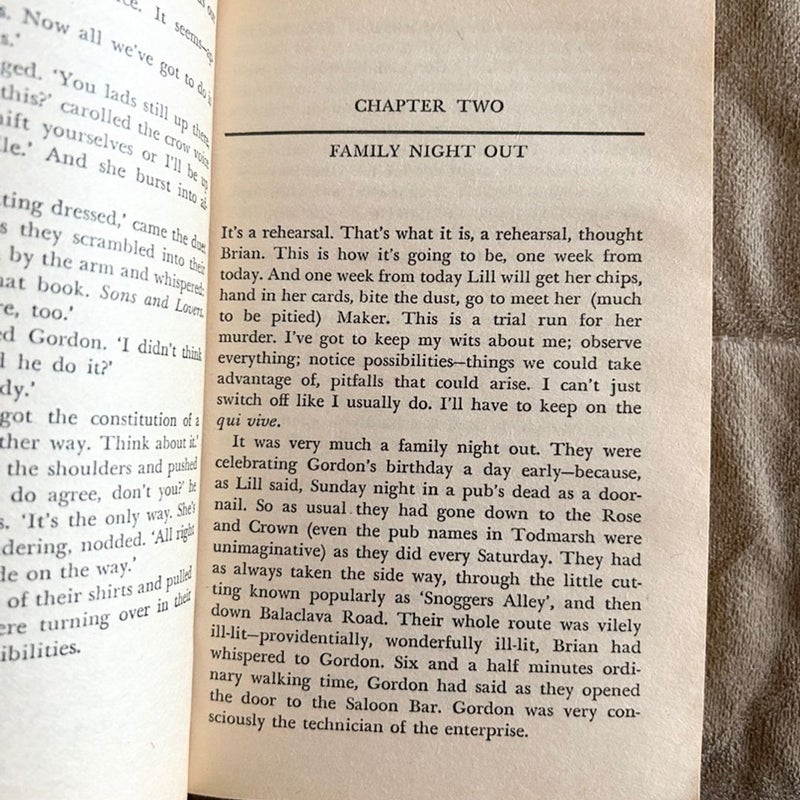 It seems—
s. Now all we've got to do is
s.'
ged. 'You lads still up there,
this?' carolled the crow voice
ift yourselves or I'll be up
le.' And she burst into
ting dressed,' came the duet
s they scrambled into their
by the arm and whispered:
at book. Sons and Lovers.
re, too.'
ed Gordon. 'I didn't think
l he do it?'
dy.'
got the constitution of a
ther way. Think about it.'
the shoulders and pushed
do agree, don't you?' he
s. 'It's the only way. She's
dering, nodded. 'All right
le on the way.'
of their shirts and pulled
ere turning over in their
ibilities.
CHAPTER TWO
FAMILY NIGHT OUT
It's a rehearsal. That's what it is, a rehearsal, thought
Brian. This is how it's going to be, one week from
today. And one week from today Lill will get her chips,
hand in her cards, bite the dust, go to meet her (much
to be pitied) Maker. This is a trial run for her
murder. I've got to keep my wits about me; observe
everything; notice possibilities—things we could take
advantage of, pitfalls that could arise. I can't just
switch off like I usually do. I'll have to keep on the
qui vive.
It was very much a family night out. They were
celebrating Gordon's birthday a day early—because,
as Lill said, Sunday night in a pub's dead as a door-
nail. So as usual they had gone down to the Rose
and Crown (even the pub names in Todmarsh were
unimaginative) as they did every Saturday. They had
as always taken the side way, through the little cut-
ting known popularly as 'Snoggers Alley', and then
down Balaclava Road. Their whole route was vilely
ill-lit—providentially, wonderfully ill-lit, Brian had
whispered to Gordon. Six and a half minutes ordi-
nary walking time, Gordon had said as they opened
the door to the Saloon Bar. Gordon was very con-
sciously the technician of the enterprise.